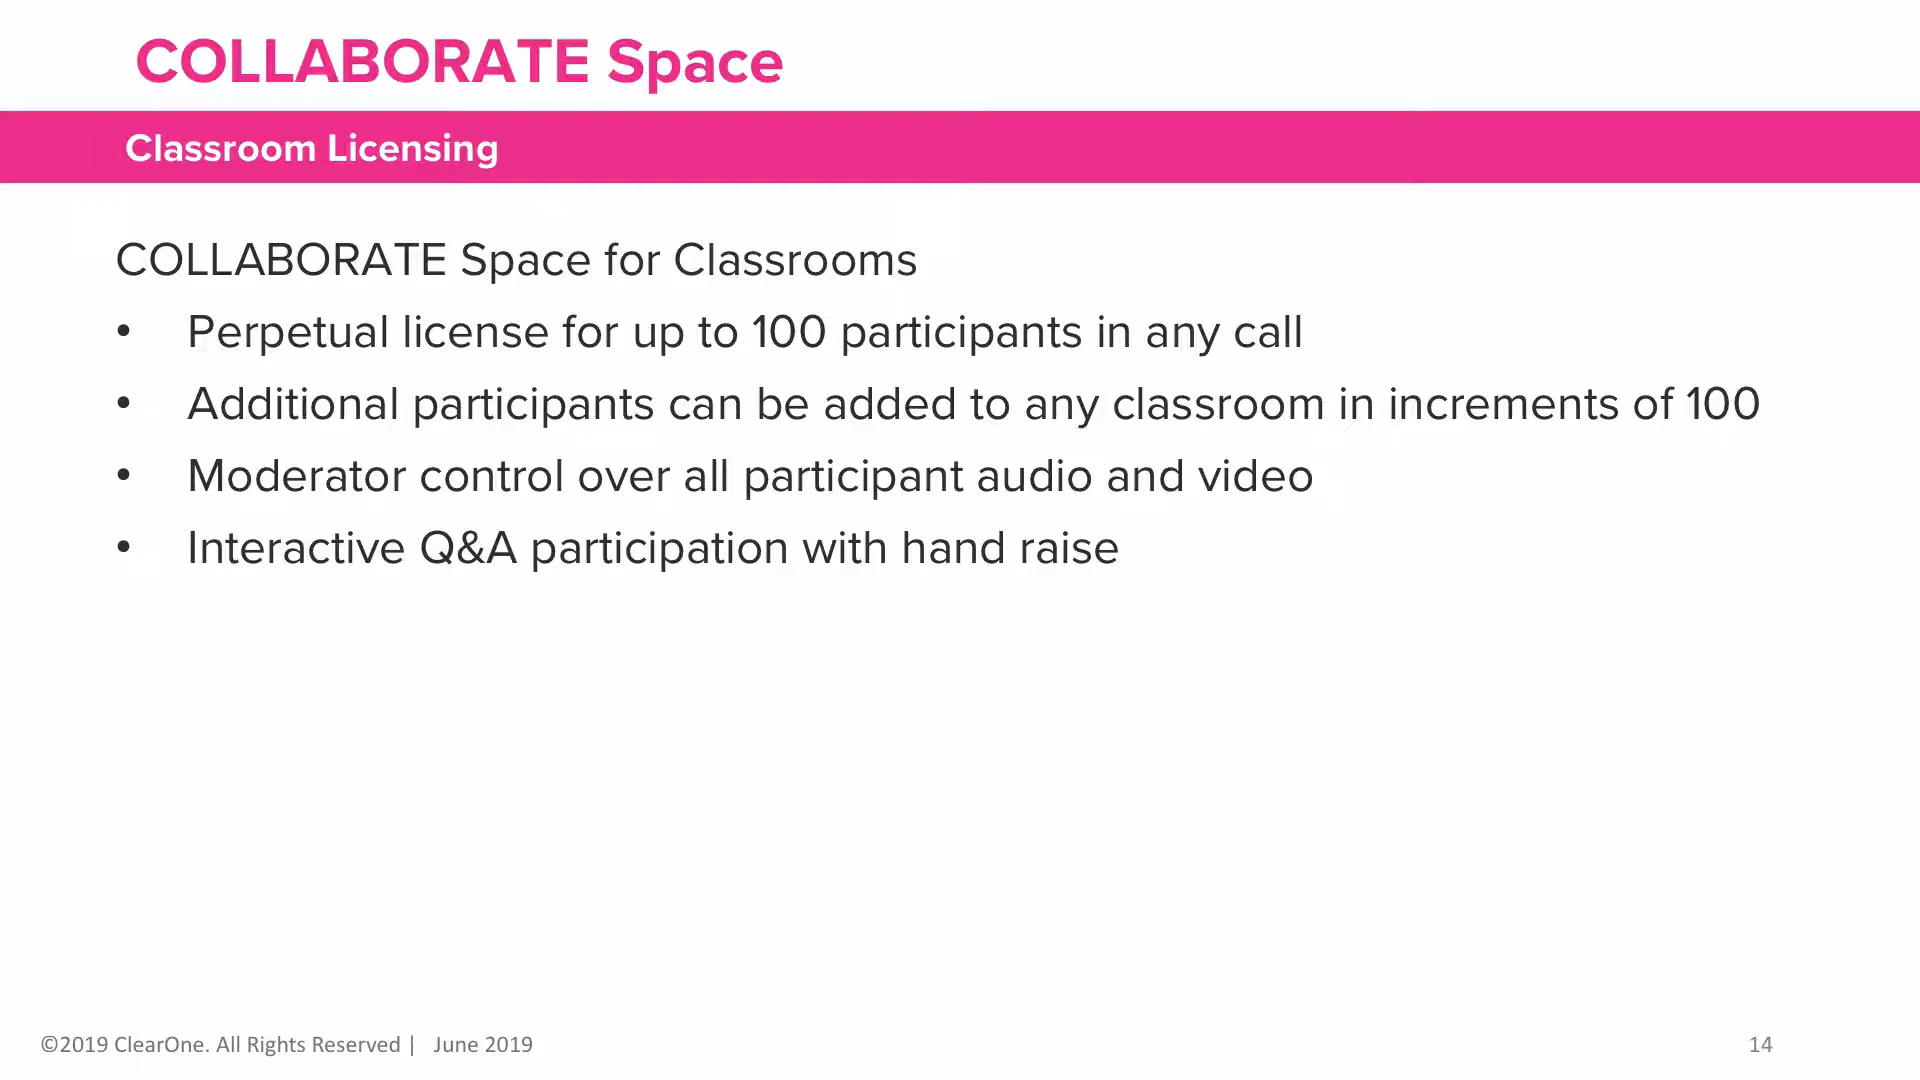 COLLABORATE Space
Classroom Licensing
COLLABORATE Space for Classrooms
• Perpetual license for up to 100 participants in any call
• Additional participants can be added to any classroom in increments of 100
• Moderator control over all participant audio and video
• Interactive Q&A participation with hand raise
©2019 ClearOne. All Rights Reserved | June 2019
14